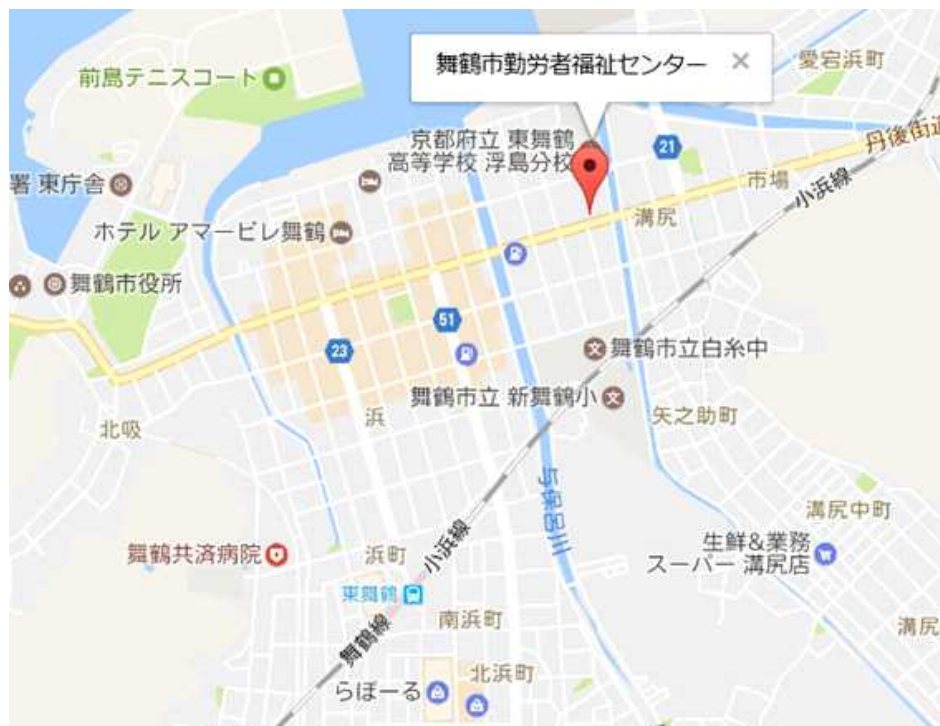 舞鶴市勤労者福祉センター
愛宕浜町
前島テニスコート
京都府立 東舞鶴
高等学校 浮島分校
21
丹後街道
署 東庁舎
市場
小浜線
溝尻
ホテル アマービレ舞鶴
舞鶴市役所
51
23
舞鶴市立白糸中
舞鶴市立 新舞鶴小
浜
矢之助町
北吸
与保呂川
溝尻中町
舞鶴共済病院
浜町
小浜線
生鮮&業務
スーパー 溝尻店
東舞鶴
舞鶴線
南浜町
溝尻
北浜町
らぽーる